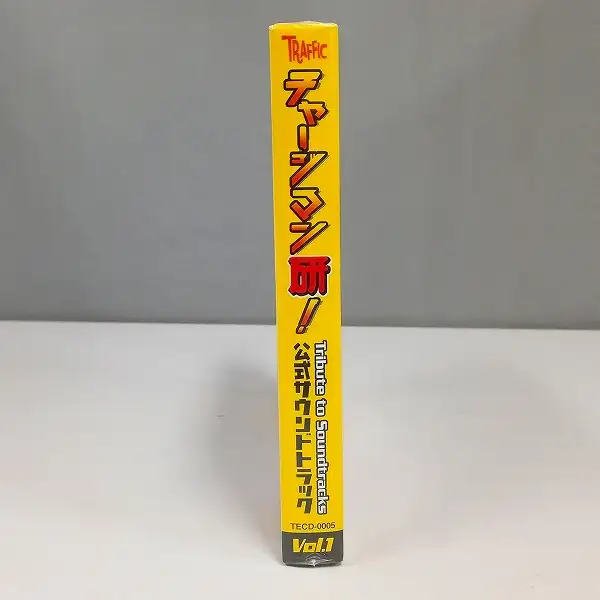 TRAFFIC
チャージマン研!
Tribute to Soundtracks
公式サウンドトラック
TECD-0005
Vol.1